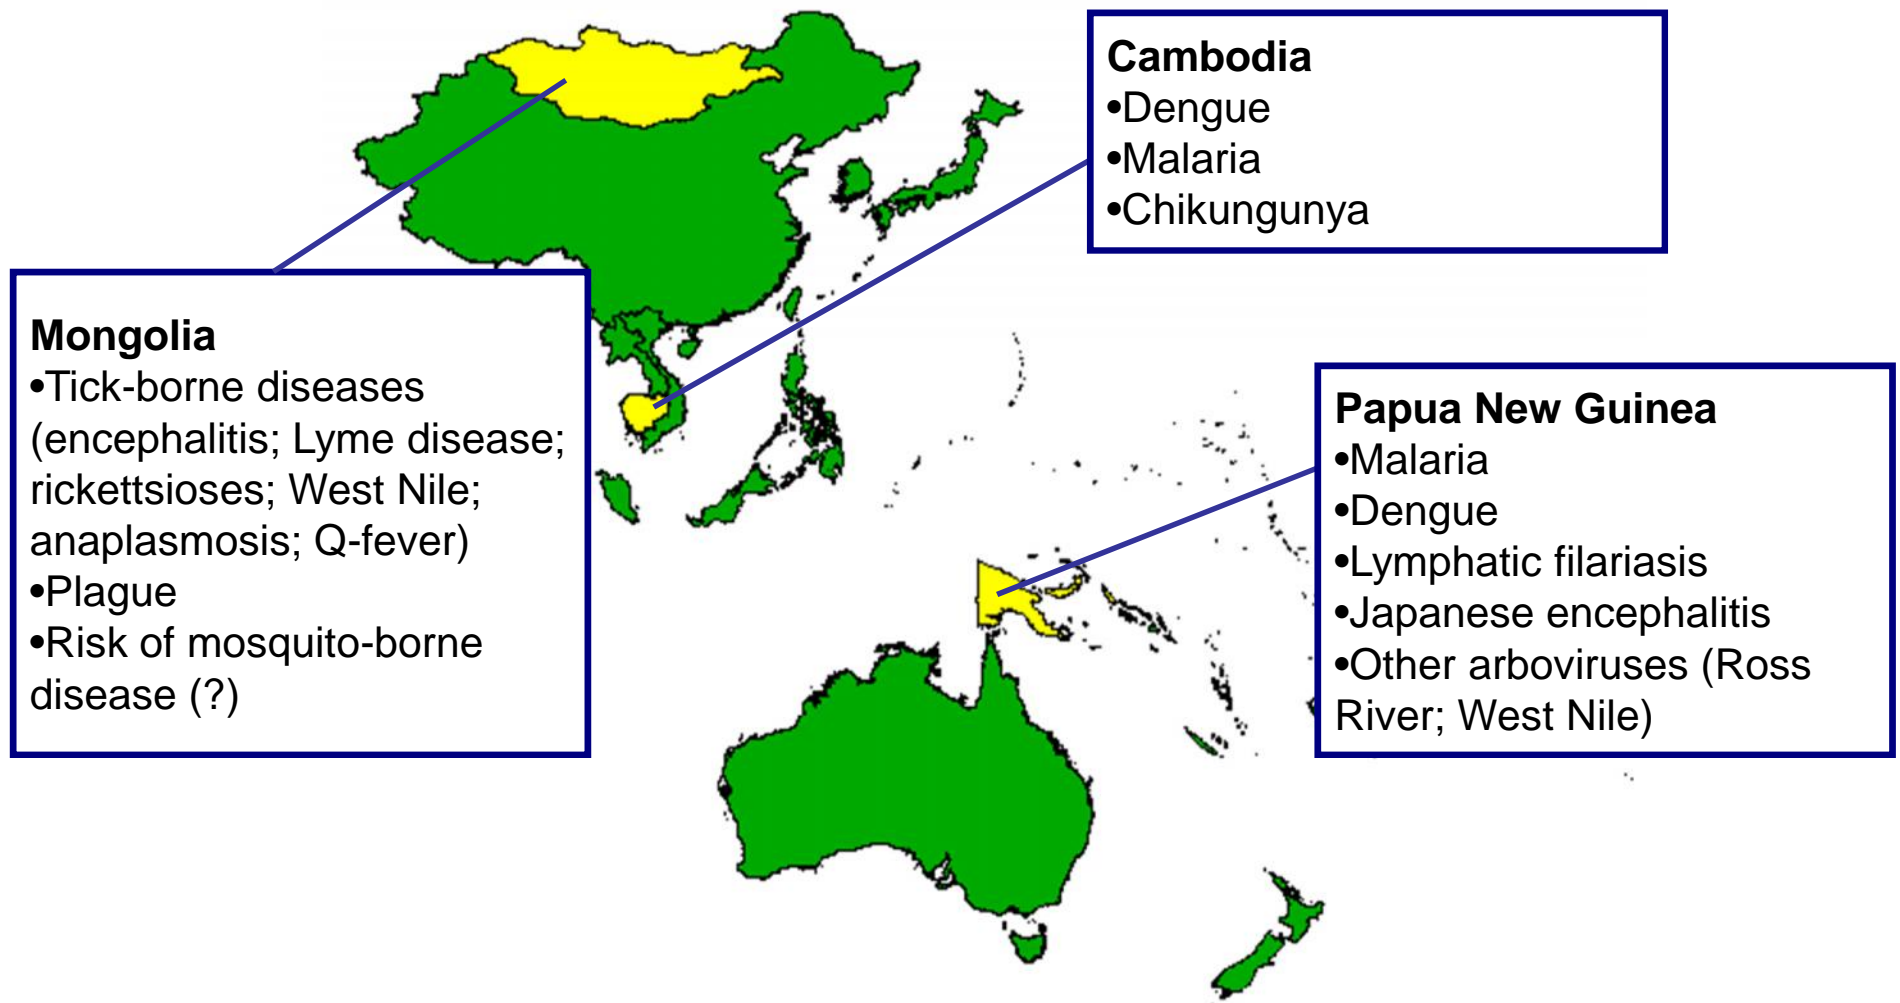 Cambodia
•Dengue
•Malaria
•Chikungunya
Mongolia
•Tick-borne diseases
(encephalitis; Lyme disease;
rickettsioses; West Nile;
anaplasmosis; Q-fever)
•Plague
•Risk of mosquito-borne
disease (?)
Papua New Guinea
•Malaria
•Dengue
•Lymphatic filariasis
•Japanese encephalitis
•Other arboviruses (Ross
River; West Nile)